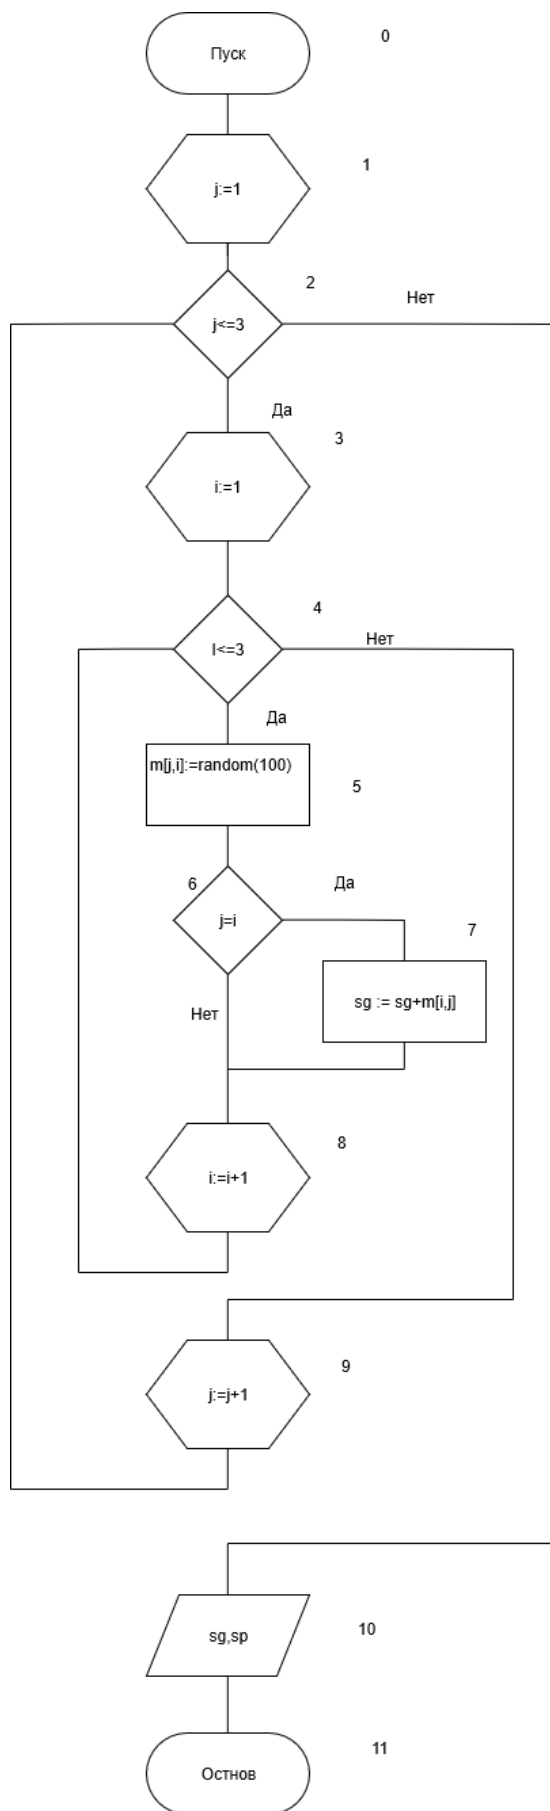 Пуск
0
j:=1
1
2
j<=3
Нет
Да
3
i:=1
4
I<=3
Нет
Да
m[j,i]:=random(100)
5
6
j=i
Да
7
sg := sg+m[i,j]
Нет
8
i:=i+1
9
j:=j+1
sg,sp
10
11
Остнов